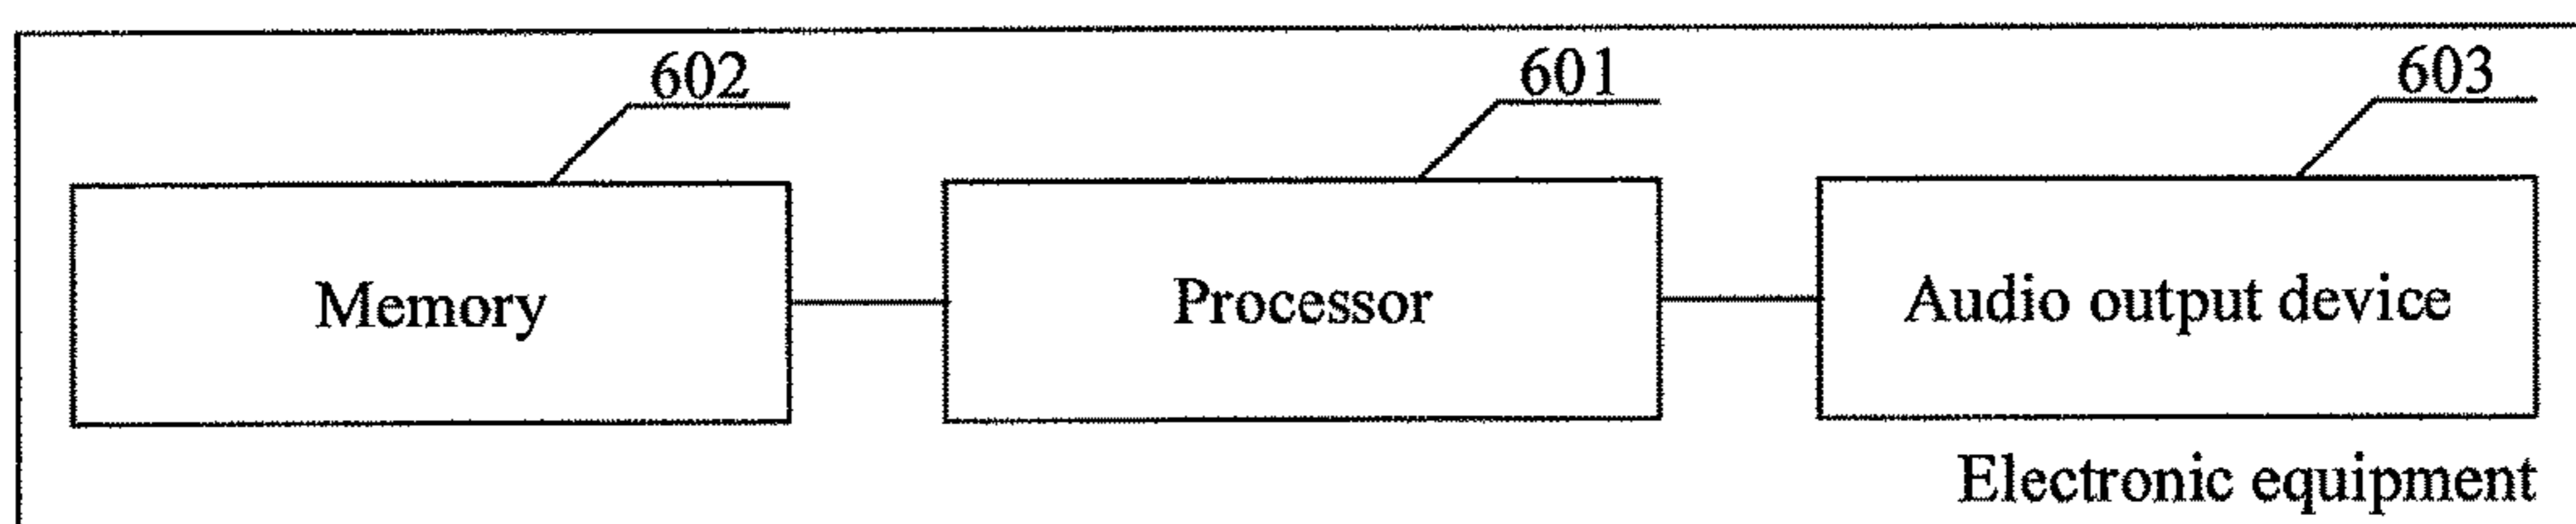 602 601 603
Memory Processor Audio output device
Electronic equipment